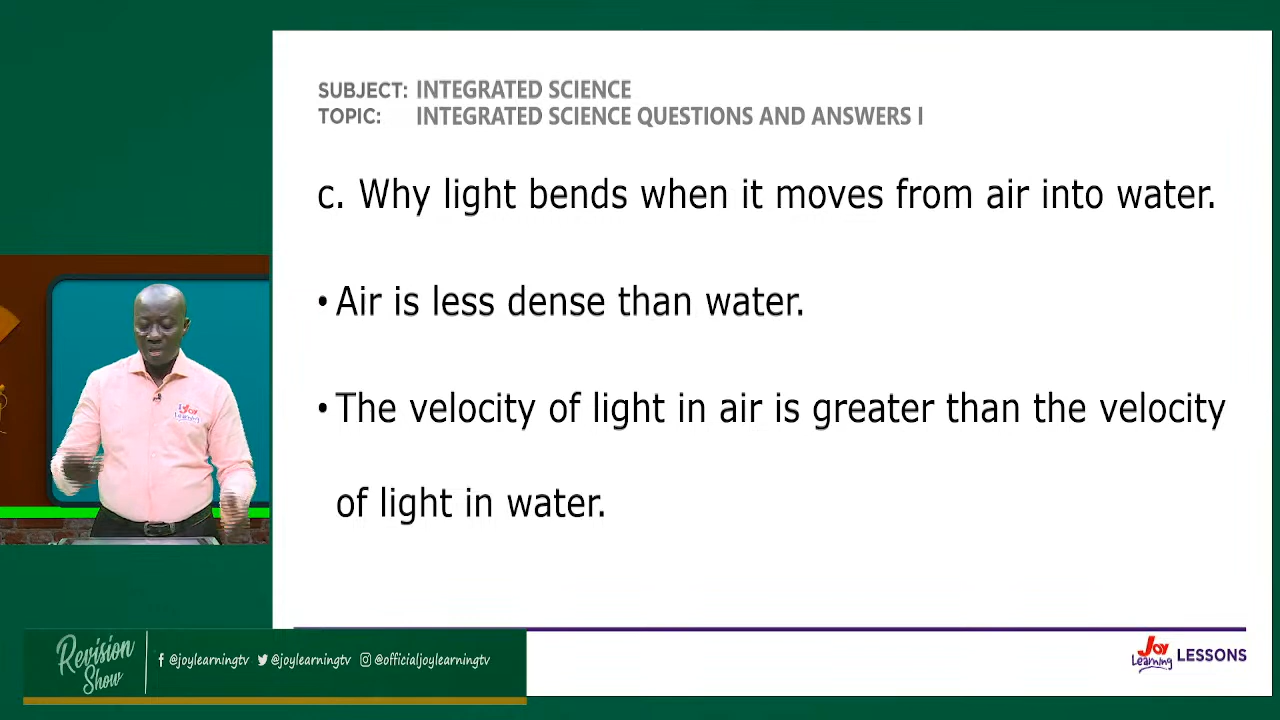 SUBJECT: INTEGRATED SCIENCE
TOPIC: INTEGRATED SCIENCE QUESTIONS AND ANSWERS I
c. Why light bends when it moves from air into water.
• Air is less dense than water.
• The velocity of light in air is greater than the velocity
of light in water.
Joy
Learning
Revision
Show
@joylearningtv @joylearningtv @officialjoylearningtv
Joy
Learning LESSONS